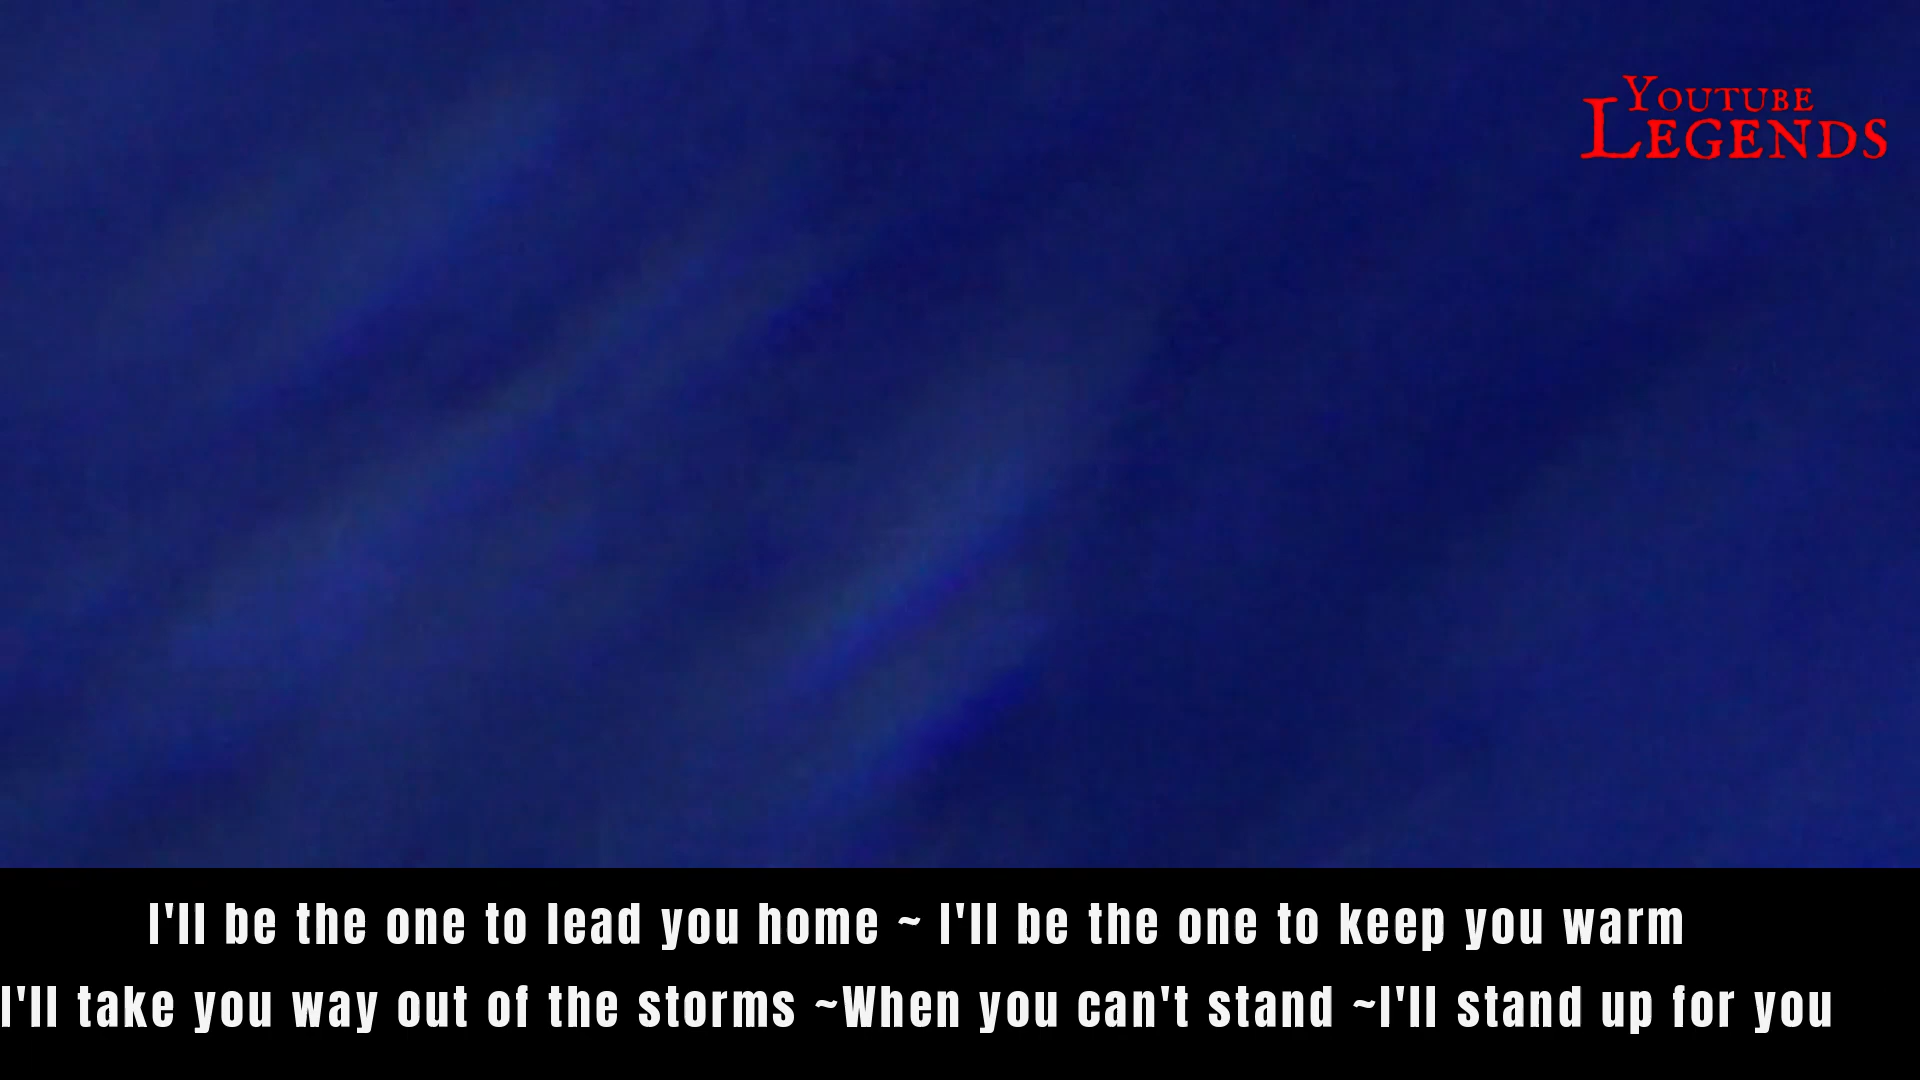 YOUTUBE
LEGENDS
I'll be the one to lead you home ~ I'll be the one to keep you warm
I'll take you way out of the storms ~When you can't stand ~I'll stand up for you